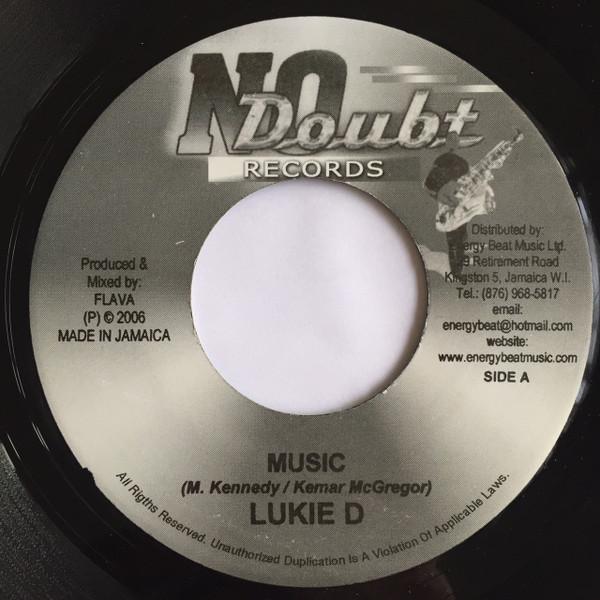 NO
Doubt
RECORDS
Produced &
Mixed by:
FLAVA
(P) © 2006
MADE IN JAMAICA
Distributed by:
Energy Beat Music Ltd.
9 Retirement Road
Kingston 5, Jamaica W.I.
Tel.: (876) 968-5817
email:
energybeat@hotmail.com
website:
www.energybeatmusic.com
SIDE A
MUSIC
(M. Kennedy / Kemar McGregor)
LUKIE D
All Rigths Reserved. Unauthorized Duplication Is A Violation Of Applicable Laws.